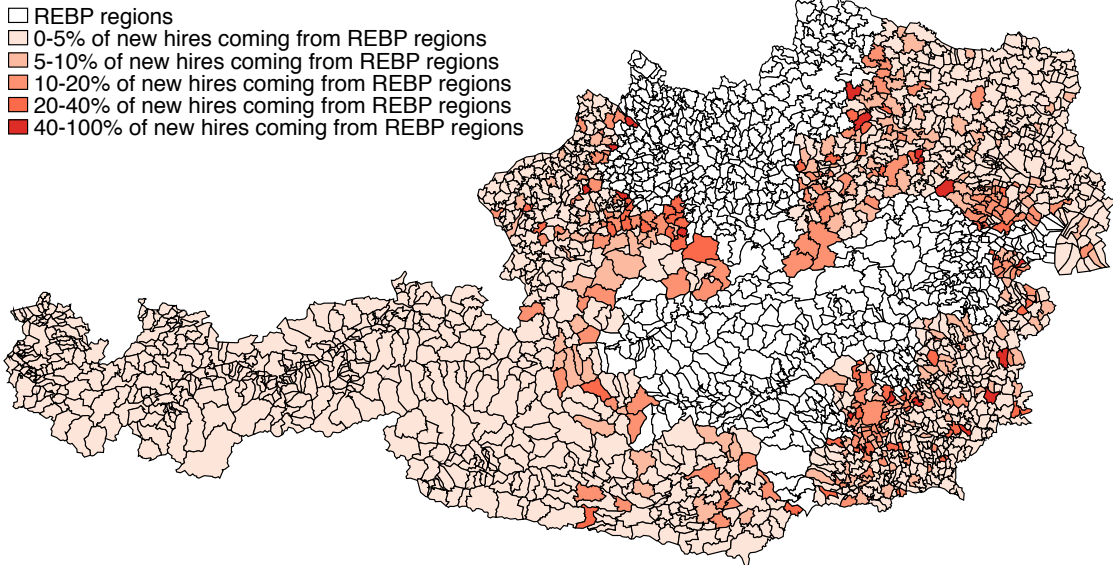 REBP regions
0-5% of new hires coming from REBP regions
5-10% of new hires coming from REBP regions
10-20% of new hires coming from REBP regions
20-40% of new hires coming from REBP regions
40-100% of new hires coming from REBP regions